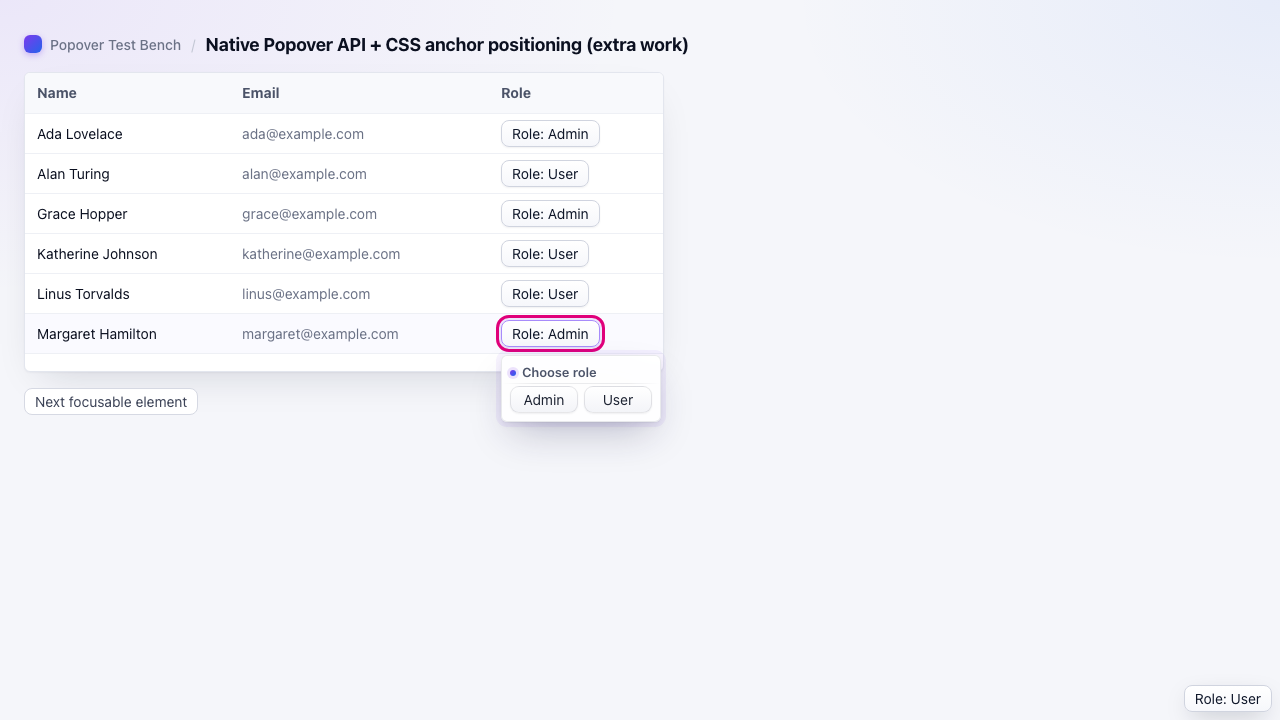 Popover Test Bench / Native Popover API + CSS anchor positioning (extra work)
Name Email Role
Ada Lovelace ada@example.com Role: Admin
Alan Turing alan@example.com Role: User
Grace Hopper grace@example.com Role: Admin
Katherine Johnson katherine@example.com Role: User
Linus Torvalds linus@example.com Role: User
Margaret Hamilton margaret@example.com Role: Admin
Choose role
Admin User
Next focusable element
Role: User